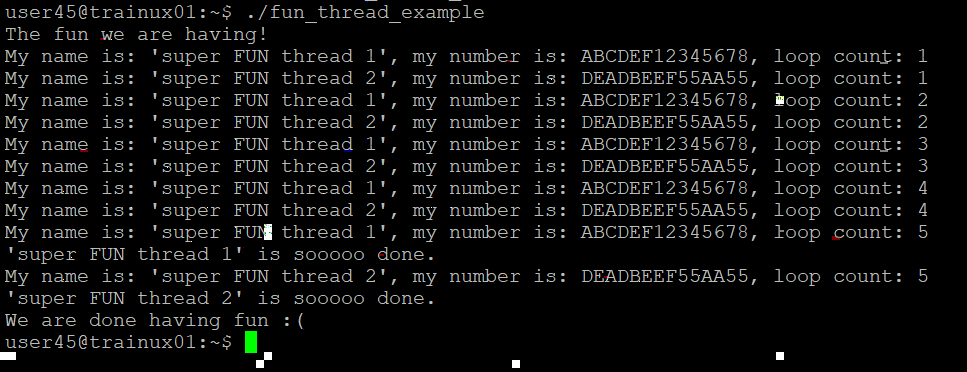 user45@trainux01:~$ ./fun_thread_example
The fun we are having!
My name is: 'super FUN thread 1', my number is: ABCDEF12345678, loop count: 1
My name is: 'super FUN thread 2', my number is: DEADBEEF55AA55, loop count: 1
My name is: 'super FUN thread 1', my number is: ABCDEF12345678, loop count: 2
My name is: 'super FUN thread 2', my number is: DEADBEEF55AA55, loop count: 2
My name is: 'super FUN thread 1', my number is: ABCDEF12345678, loop count: 3
My name is: 'super FUN thread 2', my number is: DEADBEEF55AA55, loop count: 3
My name is: 'super FUN thread 1', my number is: ABCDEF12345678, loop count: 4
My name is: 'super FUN thread 2', my number is: DEADBEEF55AA55, loop count: 4
My name is: 'super FUN thread 1', my number is: ABCDEF12345678, loop count: 5
'super FUN thread 1' is sooooo done.
My name is: 'super FUN thread 2', my number is: DEADBEEF55AA55, loop count: 5
'super FUN thread 2' is sooooo done.
We are done having fun :(
user45@trainux01:~$